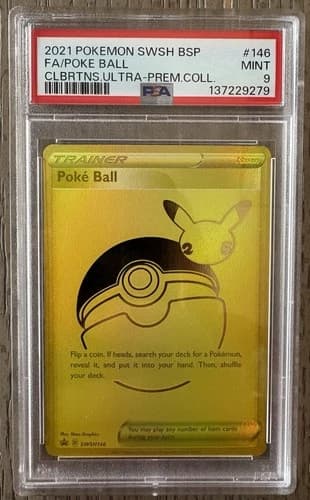 2021 POKEMON SWSH BSP #146
FA/POKE BALL MINT
CLBRTNS.ULTRA-PREM.COLL. 9
PSA 137229279
TRAINER Item
Poké Ball
25
Flip a coin. If heads, search your deck for a Pokémon,
reveal it, and put it into your hand. Then, shuffle
your deck.
You may play any number of Item cards
during your turn.
SWSH146